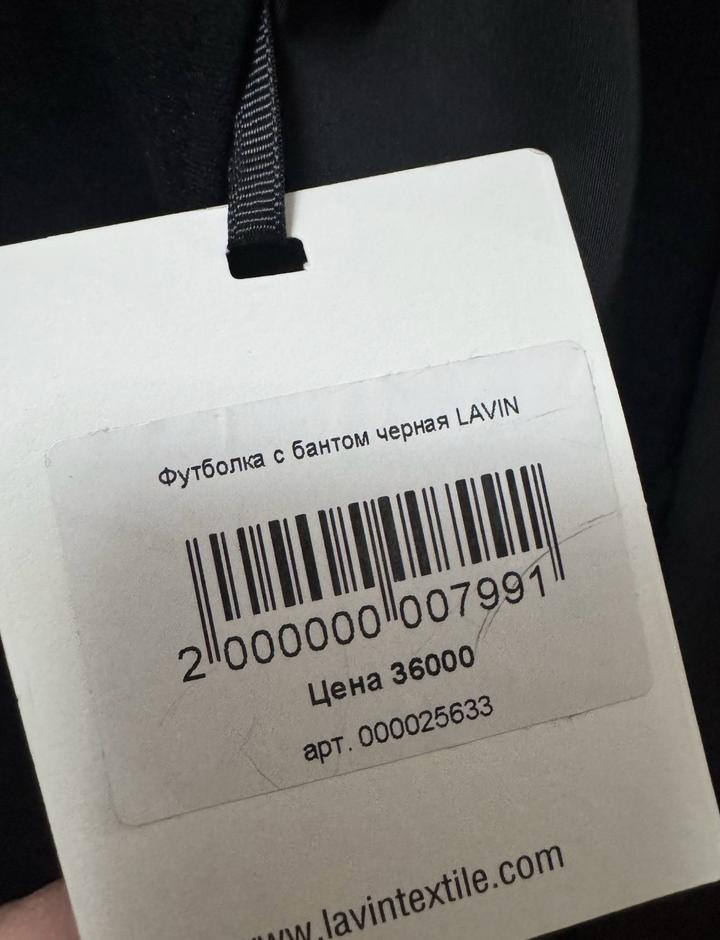 Футболка с бантом черная LAVIN
2 000000 007991
Цена 36000
арт. 000025633
www.lavintextile.com